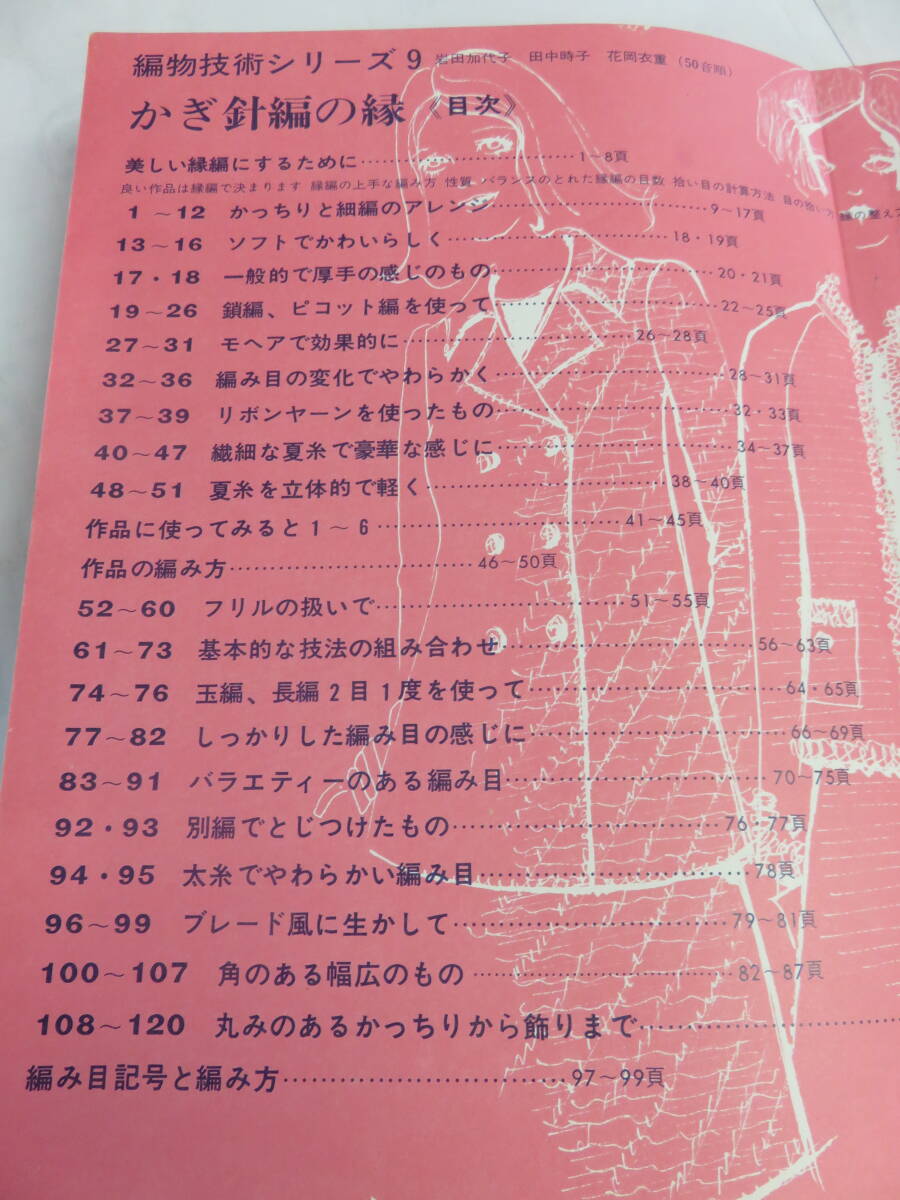 編物技術シリーズ9 岩田加代子 田中時子 花岡衣重 (50音順)
かぎ針編の縁《目次》
美しい縁編にするために……………………1～8頁
良い作品は縁編で決まります 縁編の上手な編み方 性質 バランスのとれた縁編の目数 拾い目の計算方法 目の拾い方 縁の整え
1～12 かっちりと細編のアレンジ……………………9～17頁
13～16 ソフトでかわいらしく……………………18・19頁
17・18 一般的で厚手の感じのもの……………………20・21頁
19～26 鎖編、ピコット編を使って……………………22～25頁
27～31 モヘアで効果的に……………………26～28頁
32～36 編み目の変化でやわらかく……………………28～31頁
37～39 リボンヤーンを使ったもの……………………32・33頁
40～47 繊細な夏糸で豪華な感じに……………………34～37頁
48～51 夏糸を立体的で軽く……………………38～40頁
作品に使ってみると1～6……………………41～45頁
作品の編み方……………………46～50頁
52～60 フリルの扱いで……………………51～55頁
61～73 基本的な技法の組み合わせ……………………56～63頁
74～76 玉編、長編2目1度を使って……………………64・65頁
77～82 しっかりした編み目の感じに……………………66～69頁
83～91 バラエティーのある編み目……………………70～75頁
92・93 別編でとじつけたもの……………………76・77頁
94・95 太糸でやわらかい編み目……………………78頁
96～99 ブレード風に生かして……………………79～81頁
100～107 角のある幅広のもの……………………82～87頁
108～120 丸みのあるかっちりから飾りまで……………………
編み目記号と編み方……………………97～99頁